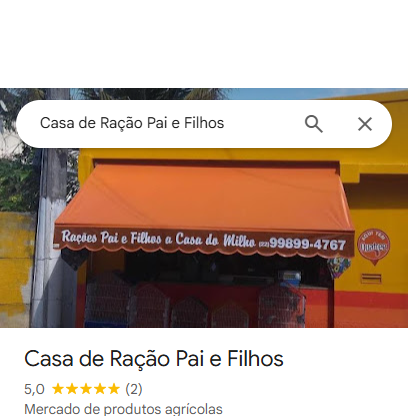 Casa de Ração Pai e Filhos
Rações Pai e Filhos a Casa do Milho (22)99899-4767
Casa de Ração Pai e Filhos
5,0 (2)
Mercado de produtos agrícolas